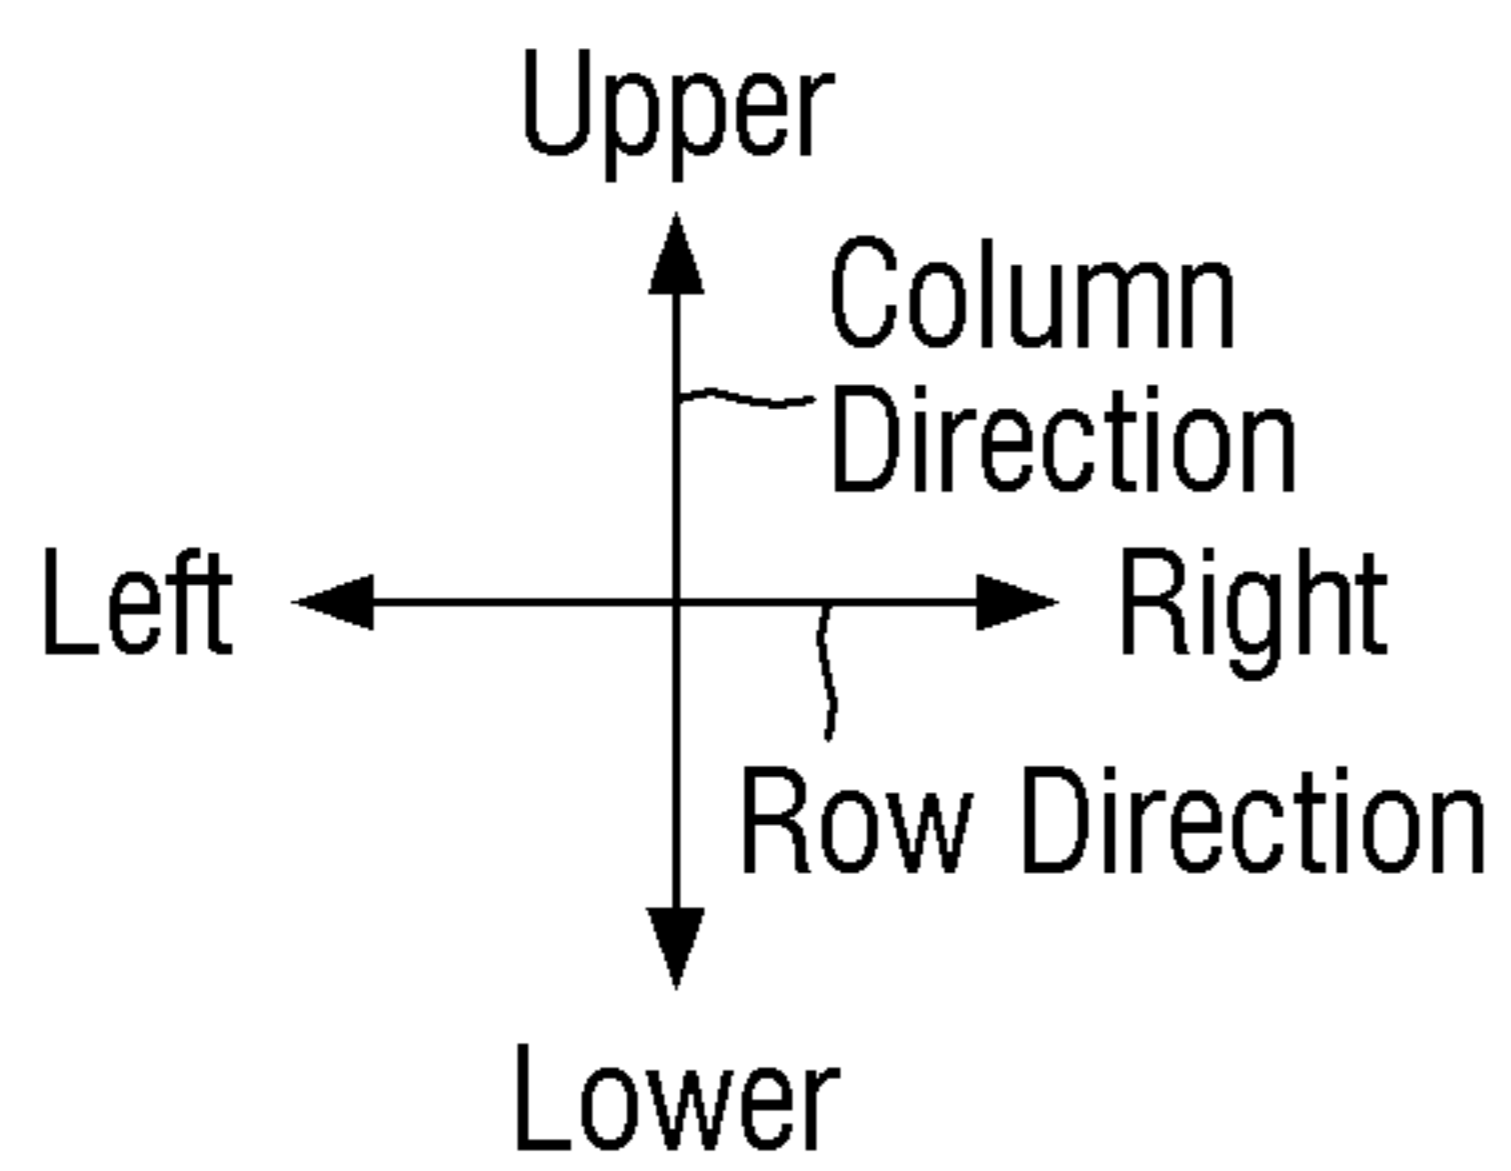 Upper
Column
Direction
Left
Right
Row Direction
Lower